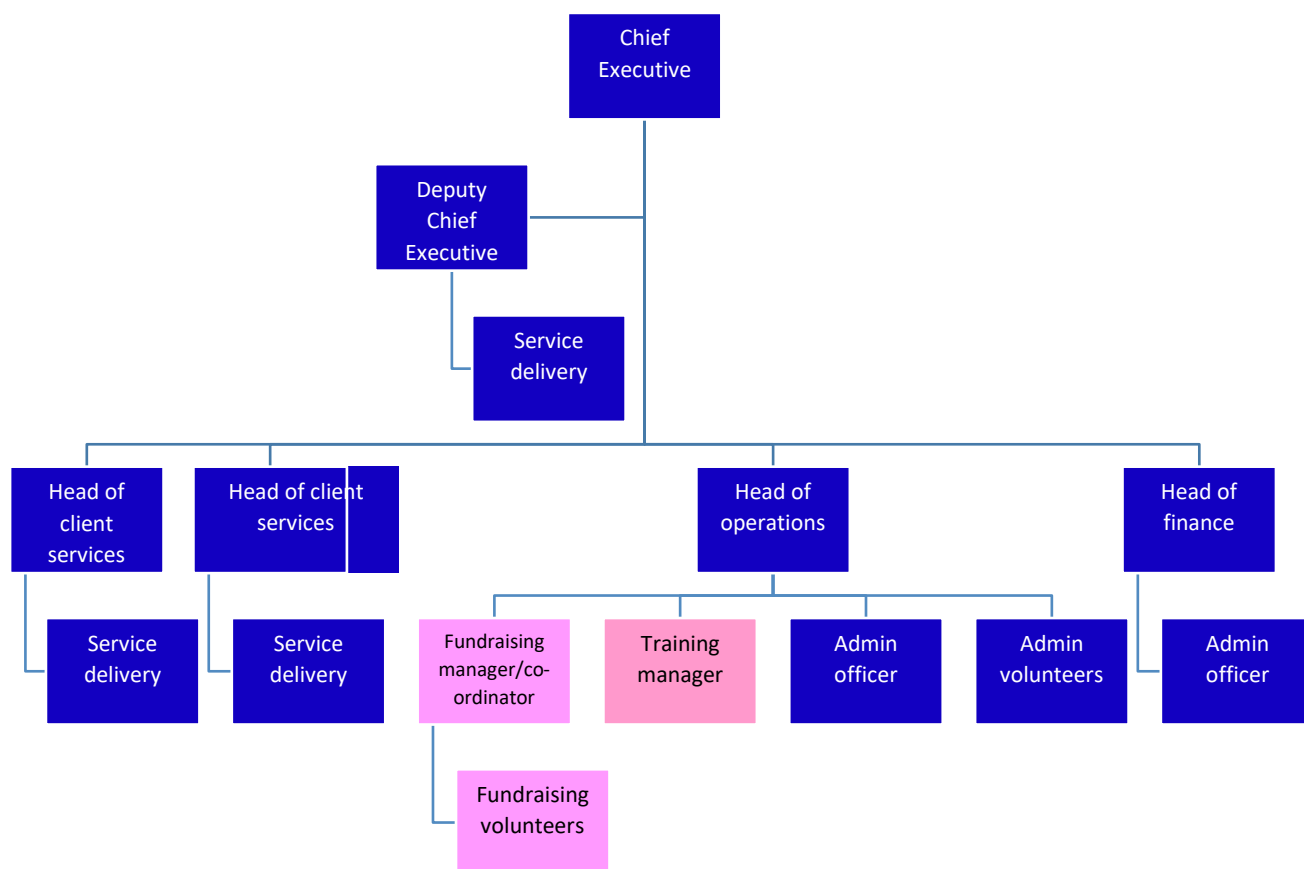 Chief
Executive
Deputy
Chief
Executive
Service
delivery
Head of
client
services
Head of client
services
Head of
operations
Head of
finance
Service
delivery
Service
delivery
Fundraising
manager/co-
ordinator
Training
manager
Admin
officer
Admin
volunteers
Admin
officer
Fundraising
volunteers